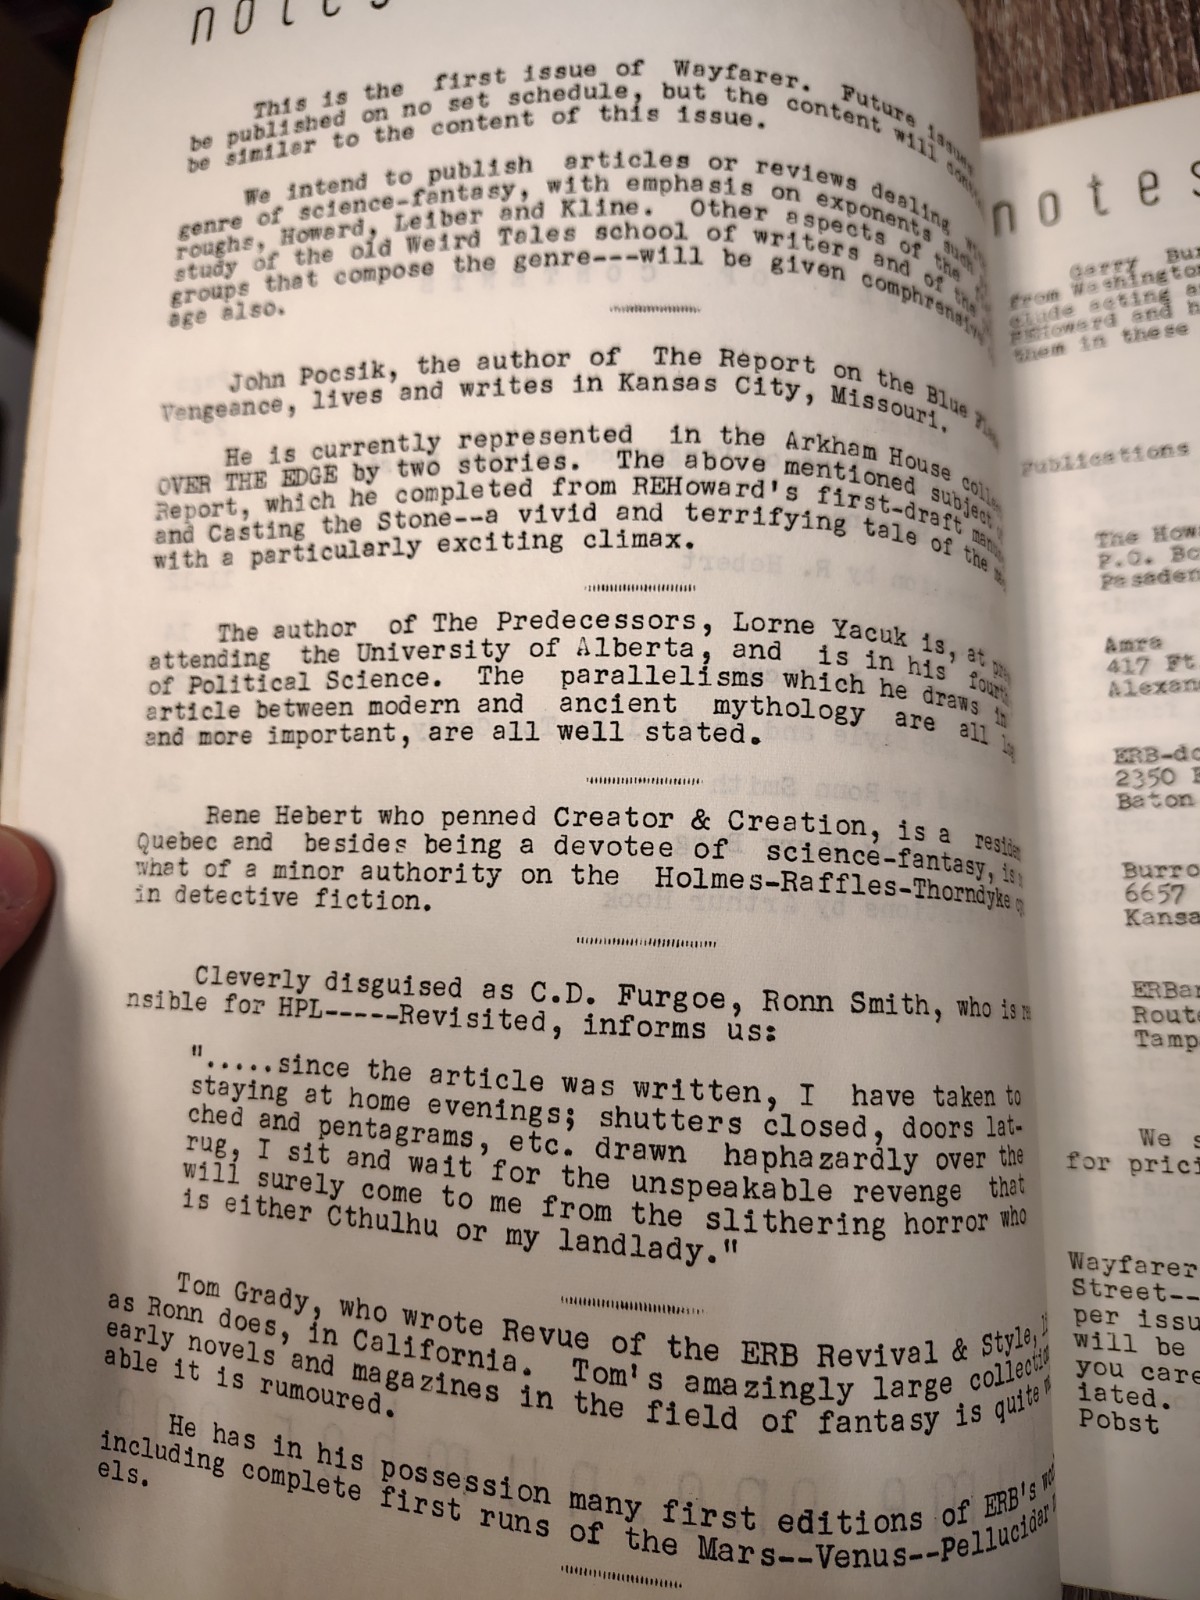 notes
This is the first issue of Wayfarer. Future issues
be published on no set schedule, but the content will
be similar to the content of this issue.
We intend to publish articles or reviews dealing
genre of science-fantasy, with emphasis on exponents such
roughs, Howard, Leiber and Kline. Other aspects of the
study of the old Weird Tales school of writers and of the
groups that compose the genre---will be given comphrensive
age also.
John Pocsik, the author of The Report on the Blue
Vengeance, lives and writes in Kansas City, Missouri.
He is currently represented in the Arkham House
OVER THE EDGE by two stories. The above mentioned subject
Report, which he completed from REHoward's first-draft
and Casting the Stone--a vivid and terrifying tale of the
with a particularly exciting climax.
The author of The Predecessors, Lorne Yacuk is, at
attending the University of Alberta, and is in his fourth
of Political Science. The parallelisms which he draws in
article between modern and ancient mythology are all
and more important, are all well stated.
Rene Hebert who penned Creator & Creation, is a
Quebec and besides being a devotee of science-fantasy, is
what of a minor authority on the Holmes-Raffles-Thorndyke
in detective fiction.
Cleverly disguised as C.D. Furgoe, Ronn Smith, who is
nsible for HPL-----Revisited, informs us:
".....since the article was written, I have taken to
staying at home evenings; shutters closed, doors lat-
ched and pentagrams, etc. drawn haphazardly over the
rug, I sit and wait for the unspeakable revenge that
will surely come to me from the slithering horror who
is either Cthulhu or my landlady."
Tom Grady, who wrote Revue of the ERB Revival & Style,
as Ronn does, in California. Tom's amazingly large collection
early novels and magazines in the field of fantasy is quite
able it is rumoured.
He has in his possession many first editions of ERB's
including complete first runs of the Mars--Venus--Pellucidar
els.
notes
Garry
from Washington
clude acting
REHoward and
them in these
Publications
The How
P.O.
Pasaden
Amra
417 Ft
Alexan
ERB-do
2350
Baton
Burro
6657
Kansa
ERBan
Route
Tamp
We s
for prici
Wayfarer
Street--
per issu
will be
you care
iated.
Pobst